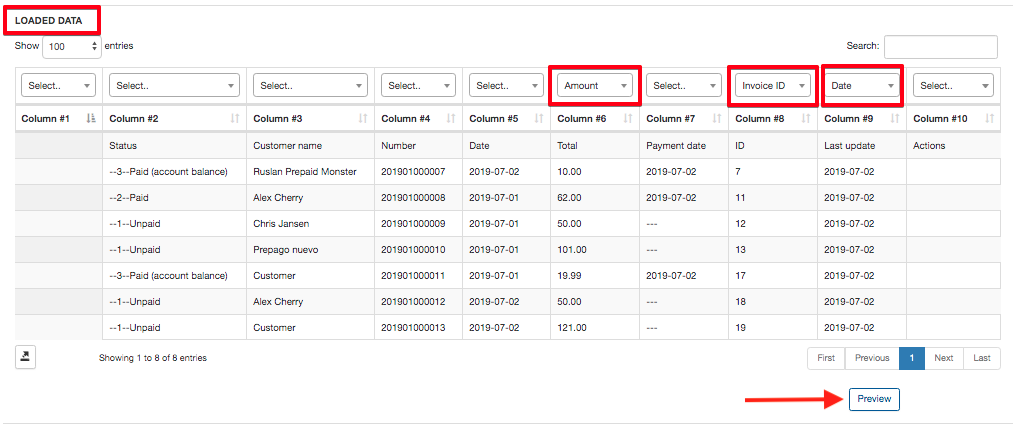 LOADED DATA
Show 100 entries Search:
Select.. Select.. Select.. Select.. Select.. Amount Select.. Invoice ID Date Select..
Column #1 Column #2 Column #3 Column #4 Column #5 Column #6 Column #7 Column #8 Column #9 Column #10
Status Customer name Number Date Total Payment date ID Last update Actions
--3--Paid (account balance) Ruslan Prepaid Monster 201901000007 2019-07-02 10.00 2019-07-02 7 2019-07-02
--2--Paid Alex Cherry 201901000008 2019-07-01 62.00 2019-07-02 11 2019-07-02
--1--Unpaid Chris Jansen 201901000009 2019-07-01 50.00 --- 12 2019-07-02
--1--Unpaid Prepago nuevo 201901000010 2019-07-01 101.00 --- 13 2019-07-02
--3--Paid (account balance) Customer 201901000011 2019-07-01 19.99 2019-07-02 17 2019-07-02
--1--Unpaid Alex Cherry 201901000012 2019-07-02 50.00 --- 18 2019-07-02
--1--Unpaid Customer 201901000013 2019-07-02 121.00 --- 19 2019-07-02
Showing 1 to 8 of 8 entries First Previous 1 Next Last
Preview